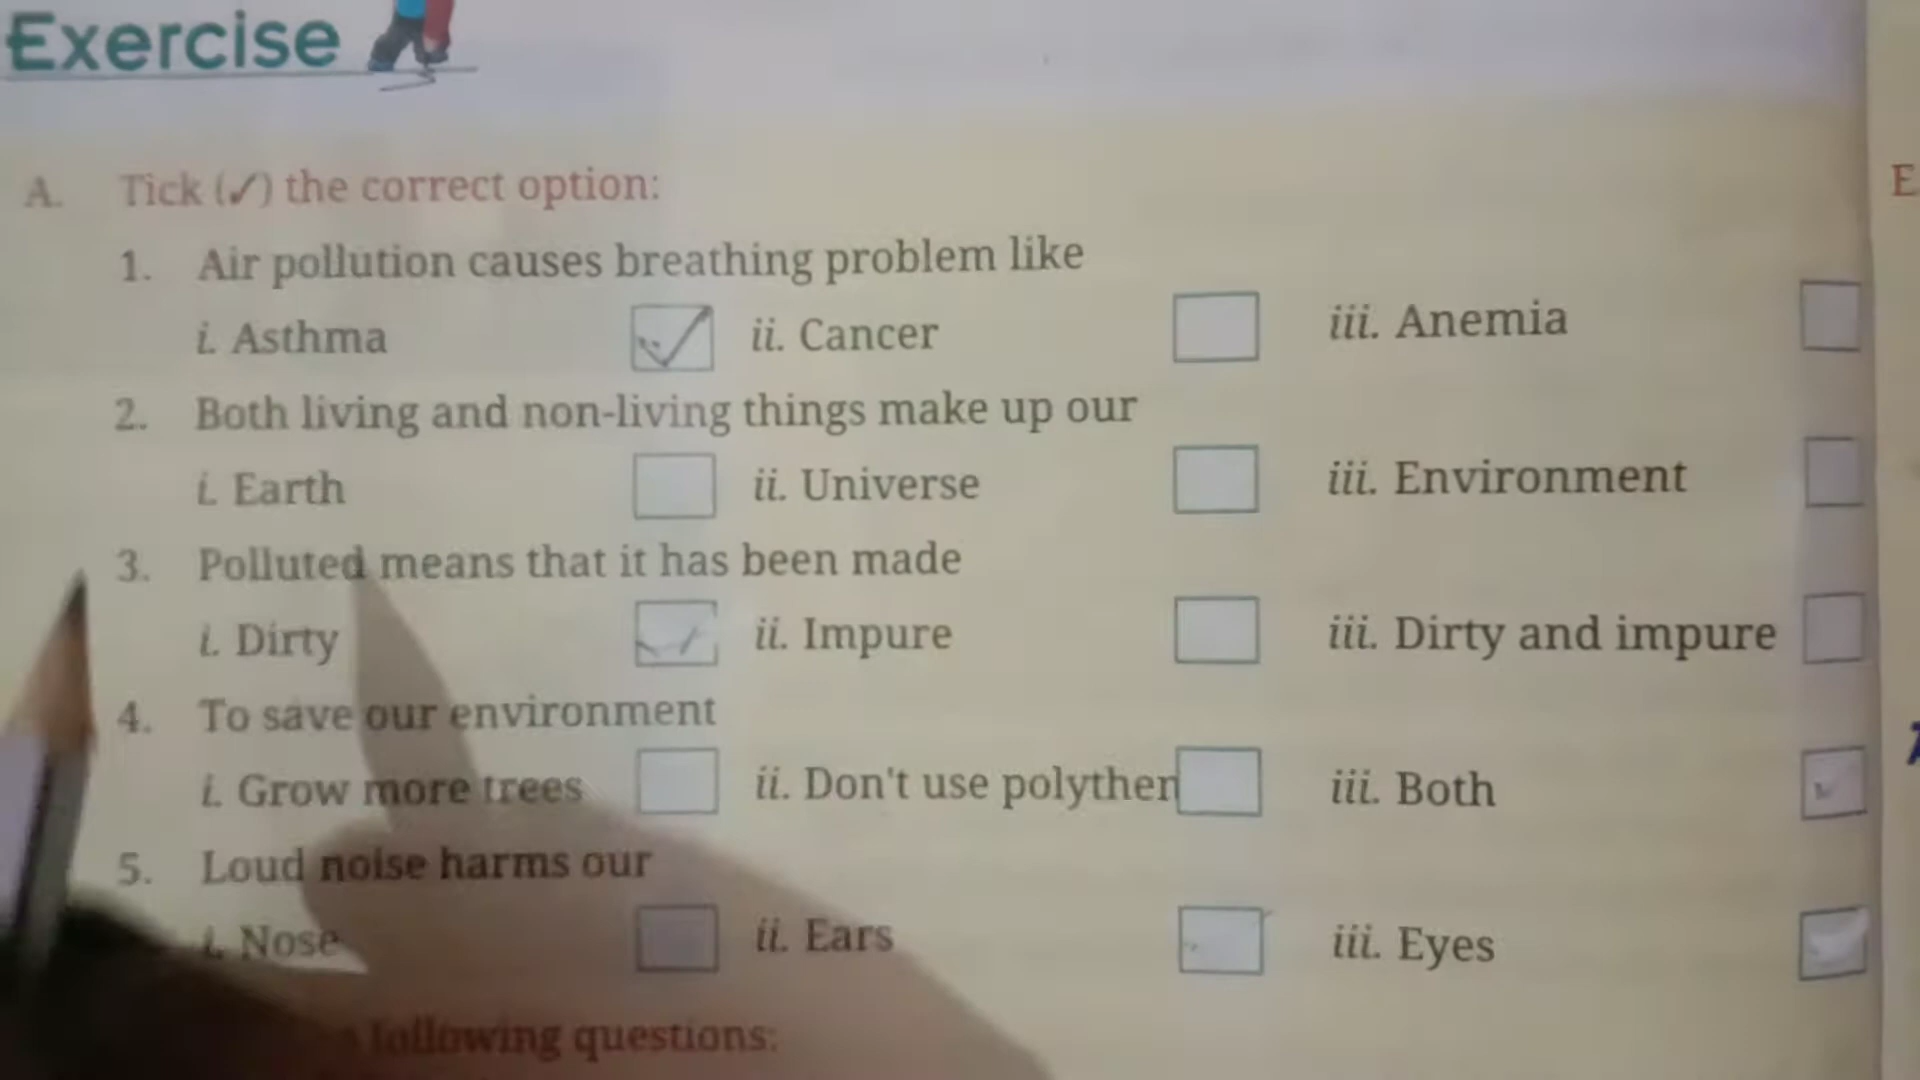 Exercise
A. Tick (✓) the correct option:
1. Air pollution causes breathing problem like
i. Asthma ii. Cancer iii. Anemia
2. Both living and non-living things make up our
i. Earth ii. Universe iii. Environment
3. Polluted means that it has been made
i. Dirty ii. Impure iii. Dirty and impure
4. To save our environment
i. Grow more trees ii. Don't use polythen iii. Both
5. Loud noise harms our
i. Nose ii. Ears iii. Eyes
following questions:
E